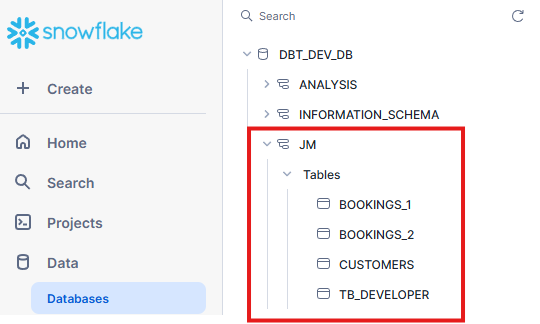 snowflake
Create
Home
Search
Projects
Data
Databases
Search
DBT_DEV_DB
ANALYSIS
INFORMATION_SCHEMA
JM
Tables
BOOKINGS_1
BOOKINGS_2
CUSTOMERS
TB_DEVELOPER